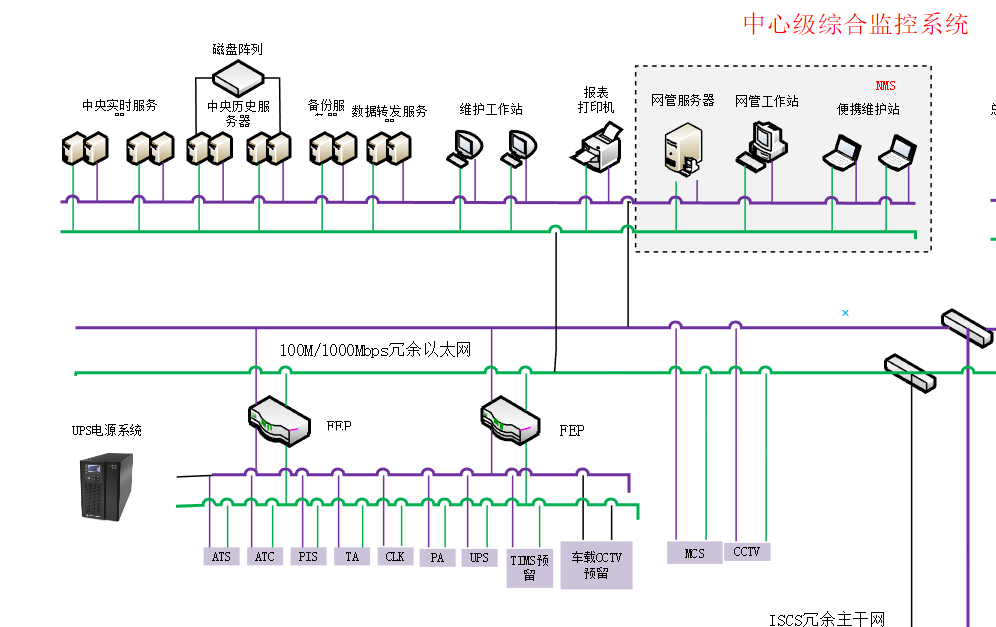 中心级综合监控系统
磁盘阵列
NMS
中央实时服务
器
中央历史服
务器
备份服
数据转发服务
器
维护工作站
报表
打印机
网管服务器
网管工作站
便携维护站
100M/1000Mbps冗余以太网
UPS电源系统
FEP
FEP
ATS
ATC
PIS
TA
CLK
PA
UPS
TIMS预
留
车载CCTV
预留
MCS
CCTV
ISCS冗余主干网